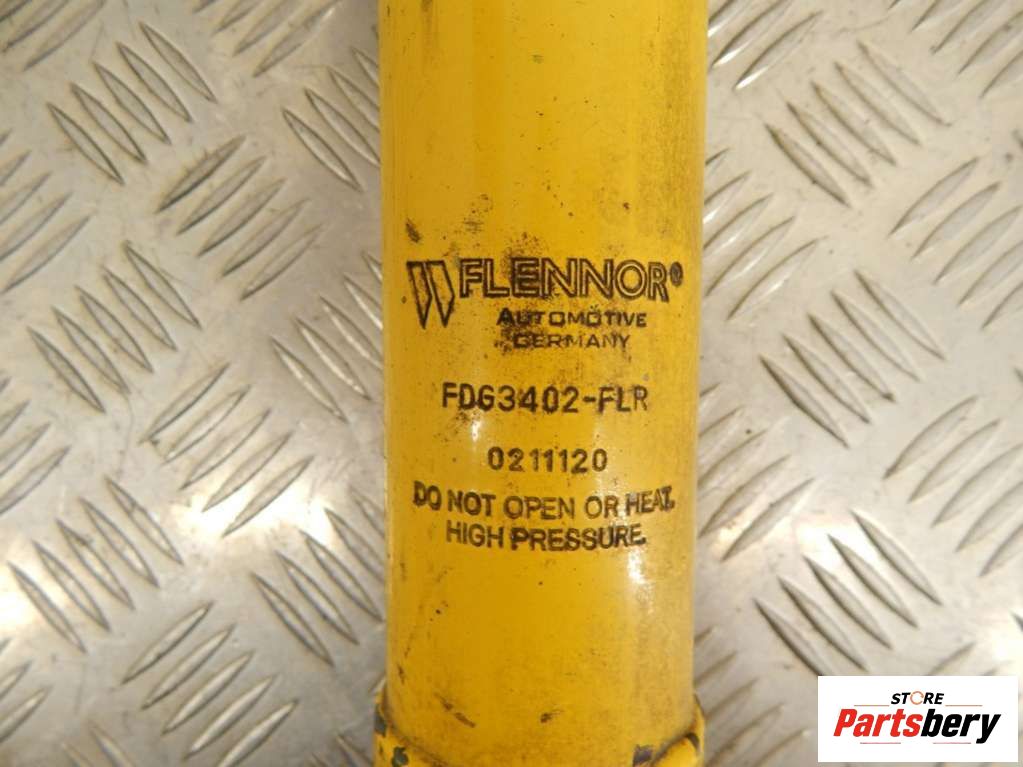 FLENNOR®
AUTOMOTIVE
GERMANY
FDG3402-FLR
0211120
DO NOT OPEN OR HEAT.
HIGH PRESSURE.
STORE
Partsbery